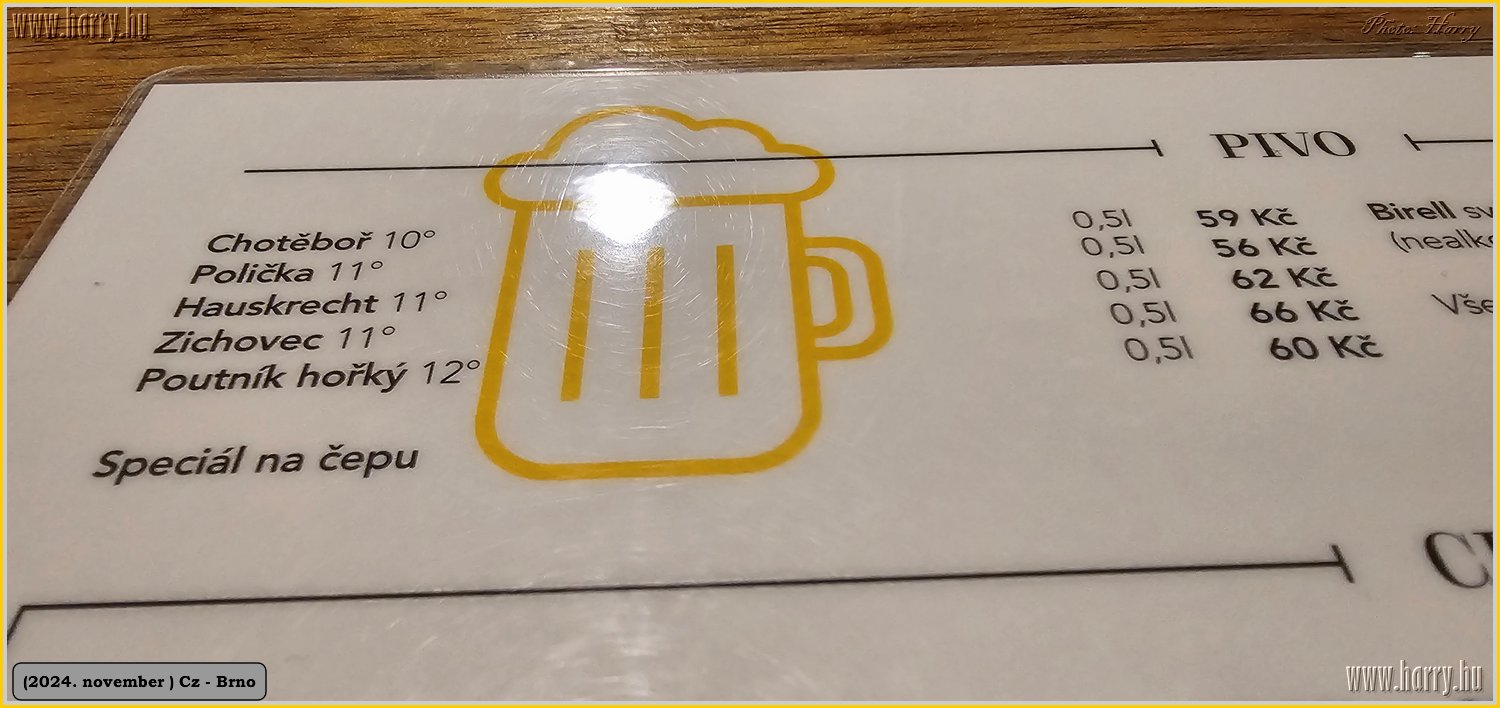 www.harry.hu
Photo: Harry
PIVO
Chotěboř 10° 0,5l 59 Kč
Polička 11° 0,5l 56 Kč
Hauskrecht 11° 0,5l 62 Kč
Zichovec 11° 0,5l 66 Kč
Poutník hořký 12° 0,5l 60 Kč
Birell
Speciál na čepu
(2024. november ) Cz - Brno
www.harry.hu